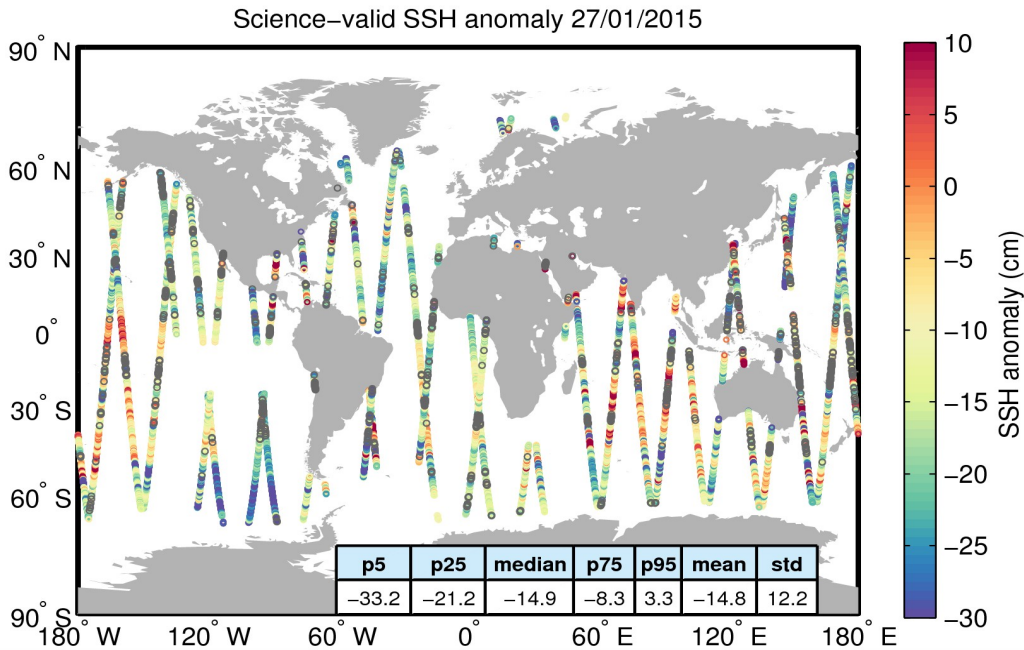 Science−valid SSH anomaly 27/01/2015
90° N
60° N
30° N
0°
30° S
60° S
90° S
180° W
120° W
60° W
0°
60° E
120° E
180° E
p5 p25 median p75 p95 mean std
−33.2 −21.2 −14.9 −8.3 3.3 −14.8 12.2
10
5
0
−5
−10
−15
−20
−25
−30
SSH anomaly (cm)